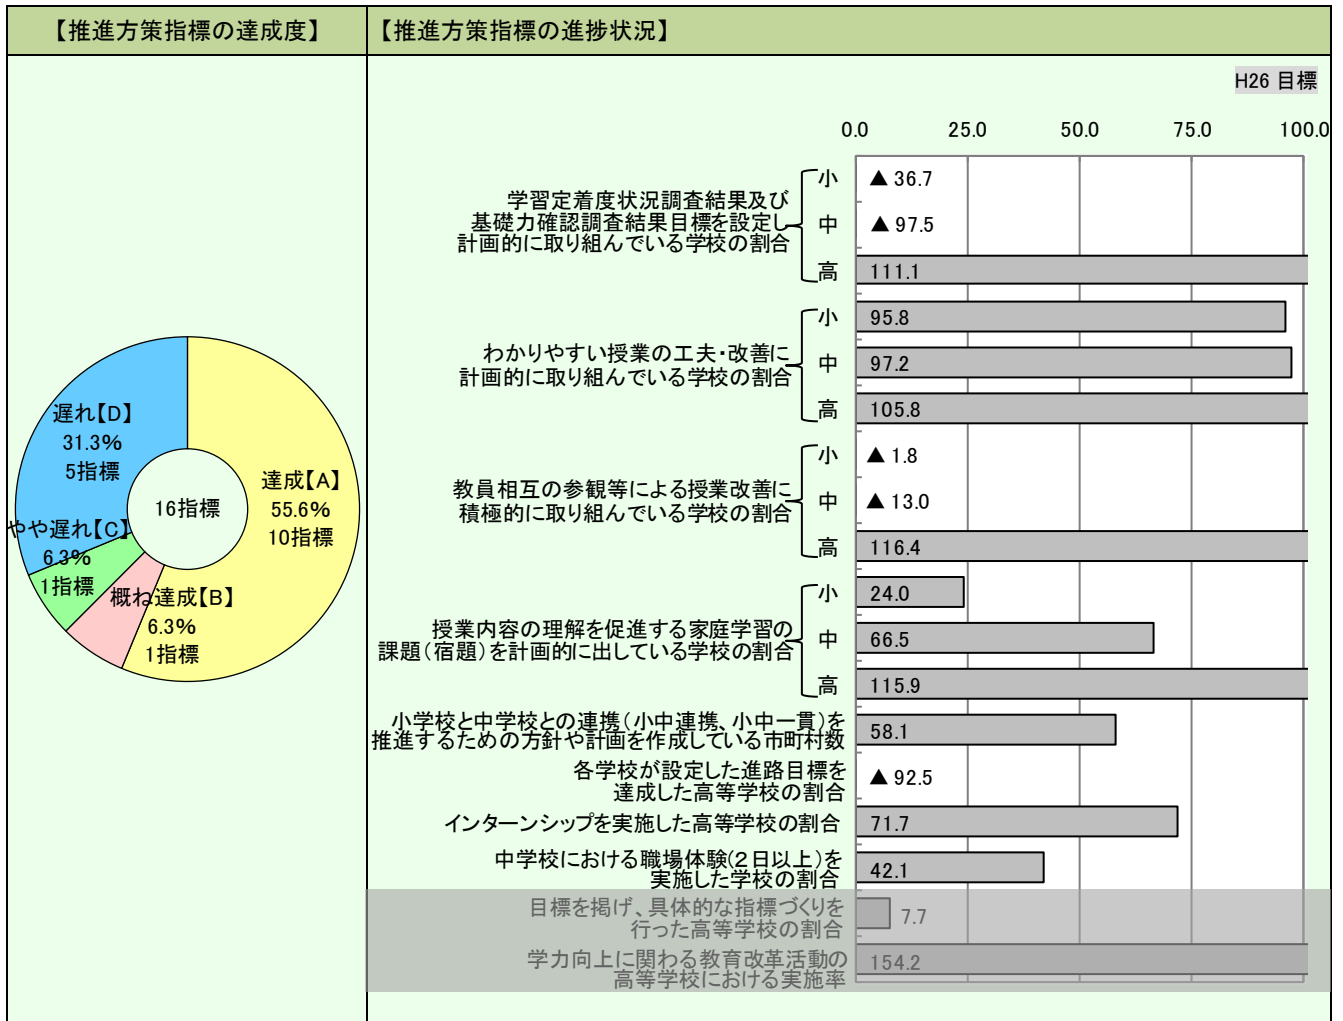 【推進方策指標の達成度】
【推進方策指標の進捗状況】
H26 目標
0.0 25.0 50.0 75.0 100.0
学習定着度状況調査結果及び
基礎力確認調査結果目標を設定し
計画的に取り組んでいる学校の割合
小 ▲ 36.7
中 ▲ 97.5
高 111.1
わかりやすい授業の工夫・改善に
計画的に取り組んでいる学校の割合
小 95.8
中 97.2
高 105.8
教員相互の参観等による授業改善に
積極的に取り組んでいる学校の割合
小 ▲ 1.8
中 ▲ 13.0
高 116.4
授業内容の理解を促進する家庭学習の
課題(宿題)を計画的に出している学校の割合
小 24.0
中 66.5
高 115.9
小学校と中学校との連携(小中連携、小中一貫)を
推進するための方針や計画を作成している市町村数
58.1
各学校が設定した進路目標を
達成した高等学校の割合
▲ 92.5
インターンシップを実施した高等学校の割合
71.7
中学校における職場体験(2日以上)を
実施した学校の割合
42.1
目標を掲げ、具体的な指標づくりを
行った高等学校の割合
7.7
学力向上に関わる教育改革活動の
高等学校における実施率
154.2
遅れ【D】
31.3%
5指標
達成【A】
55.6%
10指標
16指標
やや遅れ【C】
6.3%
1指標
概ね達成【B】
6.3%
1指標